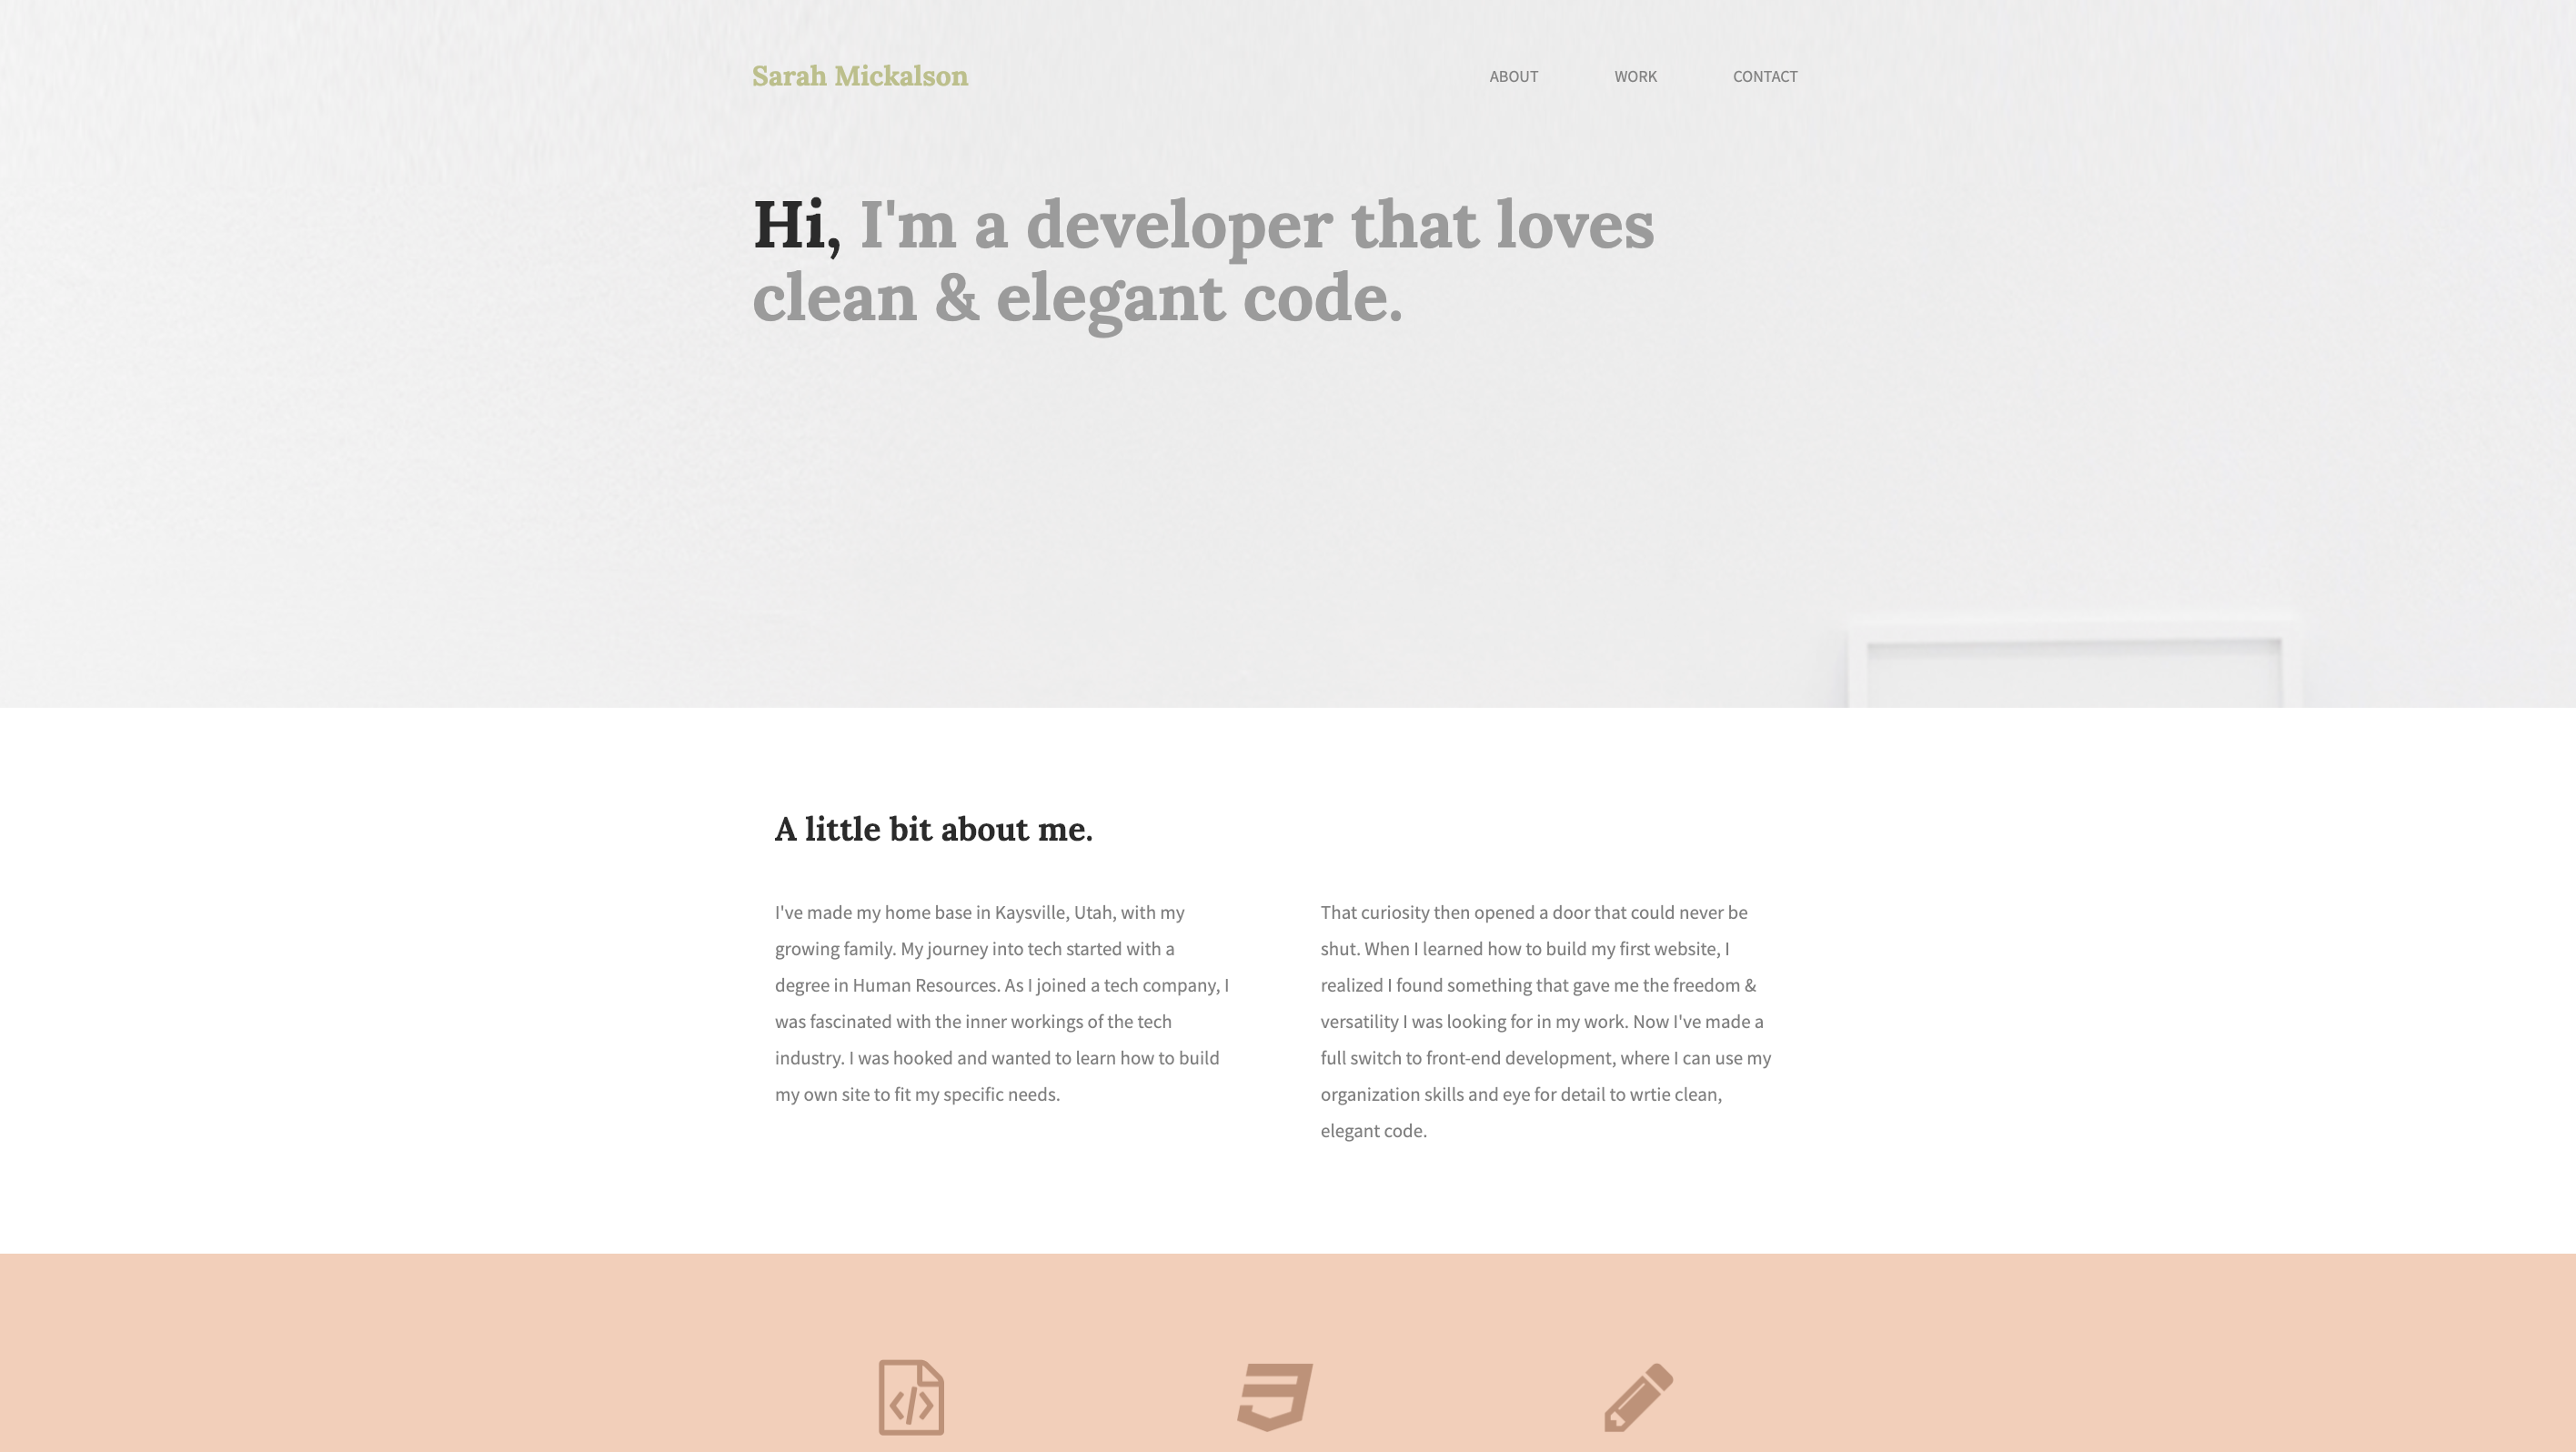 Sarah Mickalson
ABOUT
WORK
CONTACT
Hi, I'm a developer that loves
clean & elegant code.
A little bit about me.
I've made my home base in Kaysville, Utah, with my
growing family. My journey into tech started with a
degree in Human Resources. As I joined a tech company, I
was fascinated with the inner workings of the tech
industry. I was hooked and wanted to learn how to build
my own site to fit my specific needs.
That curiosity then opened a door that could never be
shut. When I learned how to build my first website, I
realized I found something that gave me the freedom &
versatility I was looking for in my work. Now I've made a
full switch to front-end development, where I can use my
organization skills and eye for detail to wrtie clean,
elegant code.